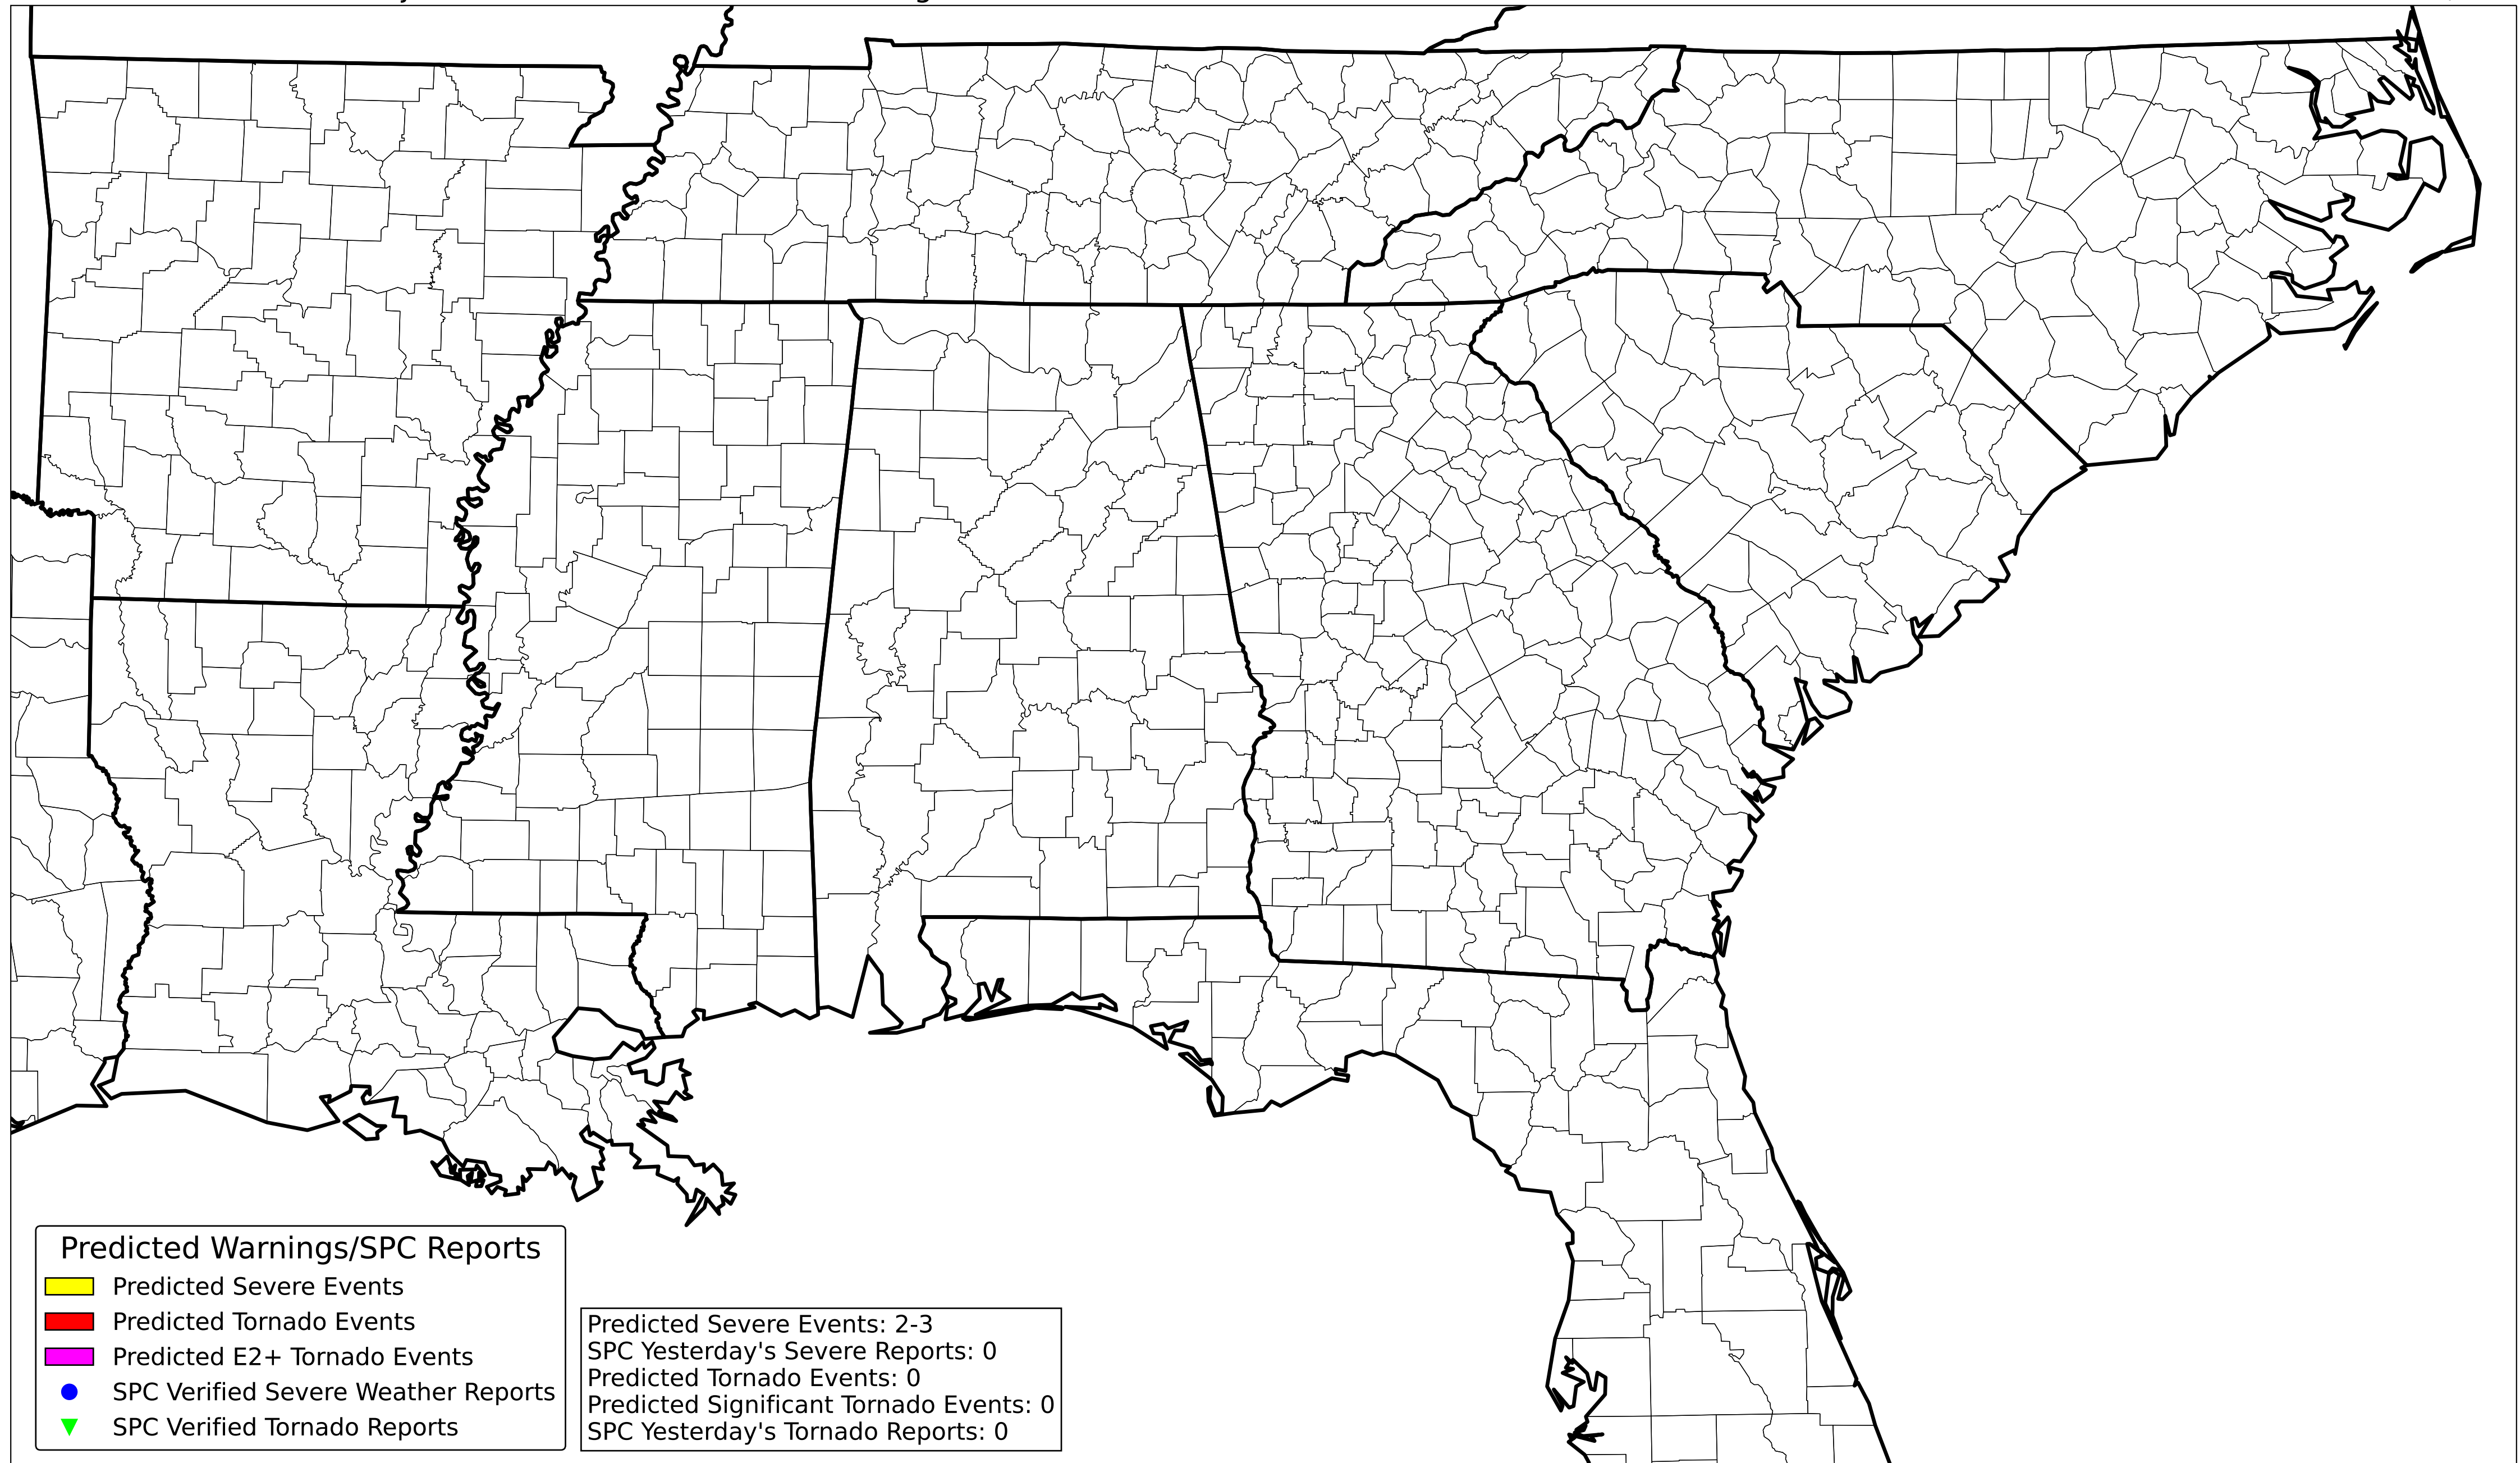 Predicted Warnings/SPC Reports
Predicted Severe Events
Predicted Tornado Events
Predicted E2+ Tornado Events
SPC Verified Severe Weather Reports
SPC Verified Tornado Reports
Predicted Severe Events: 2-3
SPC Yesterday's Severe Reports: 0
Predicted Tornado Events: 0
Predicted Significant Tornado Events: 0
SPC Yesterday's Tornado Reports: 0